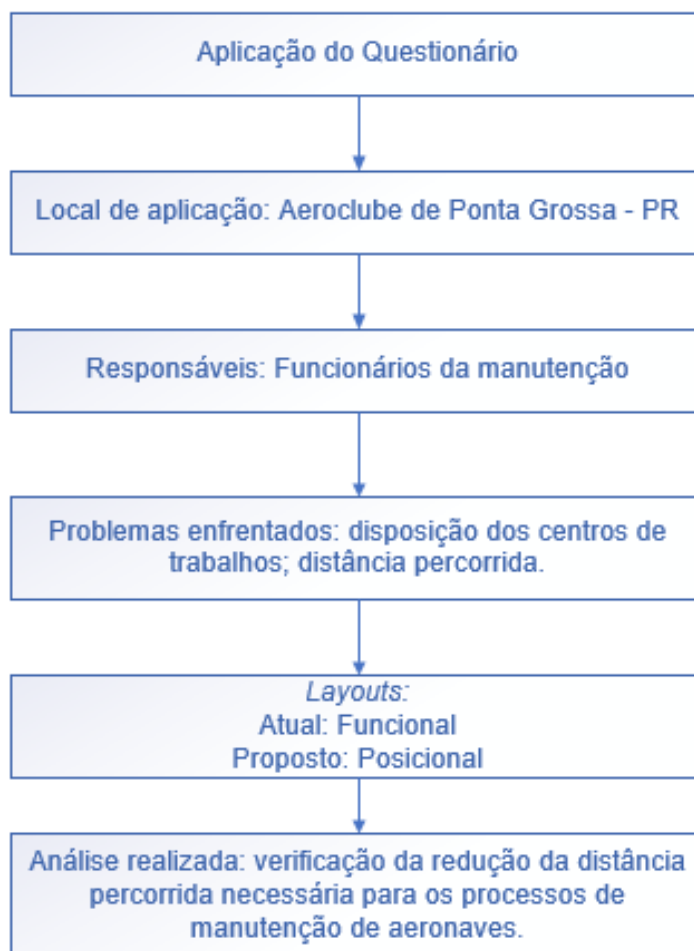 Aplicação do Questionário
Local de aplicação: Aeroclube de Ponta Grossa - PR
Responsáveis: Funcionários da manutenção
Problemas enfrentados: disposição dos centros de
trabalhos; distância percorrida.
Layouts:
Atual: Funcional
Proposto: Posicional
Análise realizada: verificação da redução da distância
percorrida necessária para os processos de
manutenção de aeronaves.